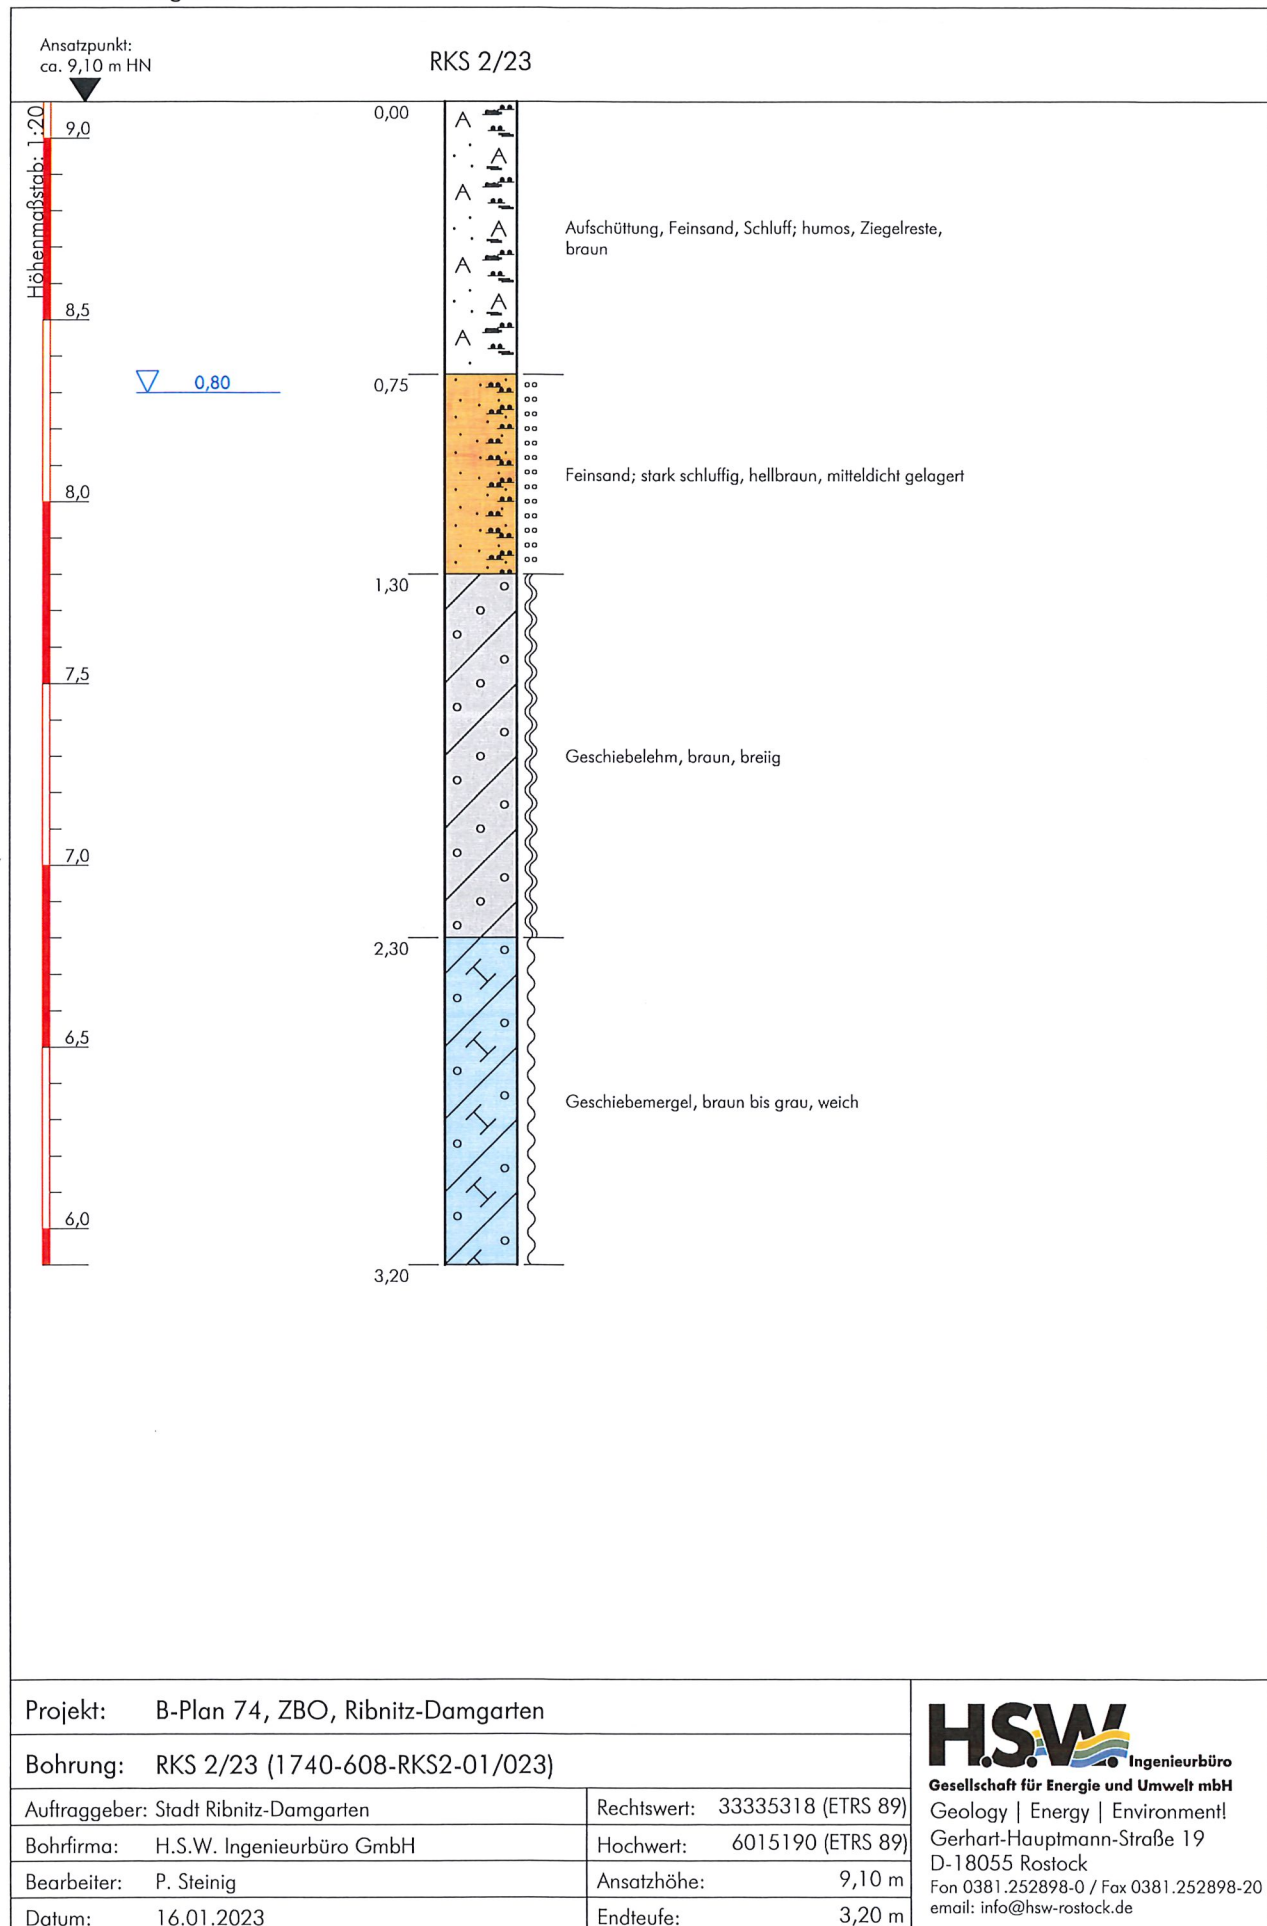 Ansatzpunkt:
ca. 9,10 m HN
RKS 2/23
Höhenmaßstab: 1:20
9,0
8,5
8,0
7,5
7,0
6,5
6,0
0,80
0,00
Aufschüttung, Feinsand, Schluff; humos, Ziegelreste,
braun
0,75
Feinsand; stark schluffig, hellbraun, mitteldicht gelagert
1,30
Geschiebelehm, braun, breiig
2,30
Geschiebemergel, braun bis grau, weich
3,20
Projekt: B-Plan 74, ZBO, Ribnitz-Damgarten
Bohrung: RKS 2/23 (1740-608-RKS2-01/023)
Auftraggeber: Stadt Ribnitz-Damgarten
Rechtswert: 33335318 (ETRS 89)
Bohrfirma: H.S.W. Ingenieurbüro GmbH
Hochwert: 6015190 (ETRS 89)
Bearbeiter: P. Steinig
Ansatzhöhe: 9,10 m
Datum: 16.01.2023
Endteufe: 3,20 m
H.S.W. Ingenieurbüro
Gesellschaft für Energie und Umwelt mbH
Geology | Energy | Environment!
Gerhart-Hauptmann-Straße 19
D-18055 Rostock
Fon 0381.252898-0 / Fax 0381.252898-20
email: info@hsw-rostock.de